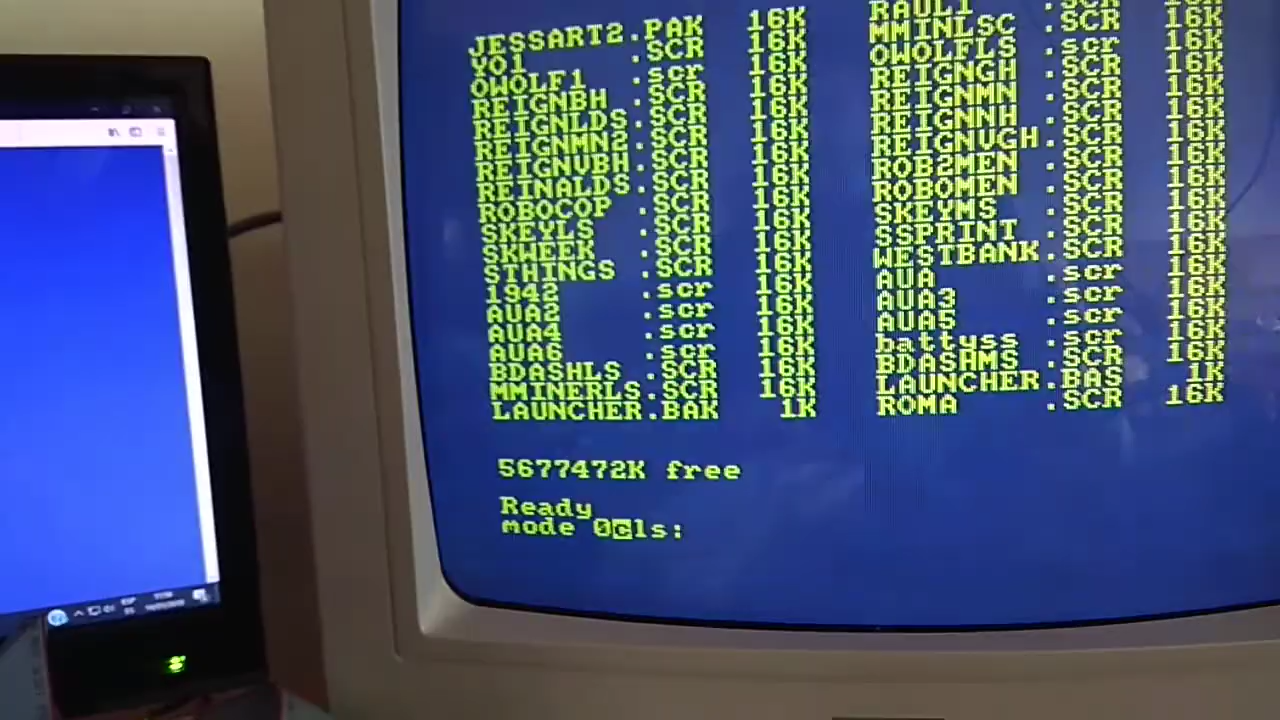 JESSART2.PAK 16K RAUL1 .SCR 16K
YO1 .SCR 16K MMINLSC .SCR 16K
OWOLF1 .scr 16K OWOLFLS .scr 16K
REIGNBH .SCR 16K REIGNGH .SCR 16K
REIGNLDS.SCR 16K REIGNMN .SCR 16K
REIGNMN2.SCR 16K REIGNNH .SCR 16K
REIGNVBH.SCR 16K REIGNVGH.SCR 16K
REINALDS.SCR 16K ROB2MEN .SCR 16K
ROBOCOP .SCR 16K ROBOMEN .SCR 16K
SKEYLS .SCR 16K SKEYMS .SCR 16K
SKWEEK .SCR 16K SSPRINT .SCR 16K
STHINGS .SCR 16K WESTBANK.SCR 16K
1942 .scr 16K AUA .scr 16K
AUA2 .scr 16K AUA3 .scr 16K
AUA4 .scr 16K AUA5 .scr 16K
AUA6 .scr 16K battyss .scr 16K
BDASHLS .SCR 16K BDASHMS .SCR 16K
MMINERLS.SCR 16K LAUNCHER.BAS 1K
LAUNCHER.BAK 1K ROMA .SCR 16K
5677472K free
Ready
mode 0cls: